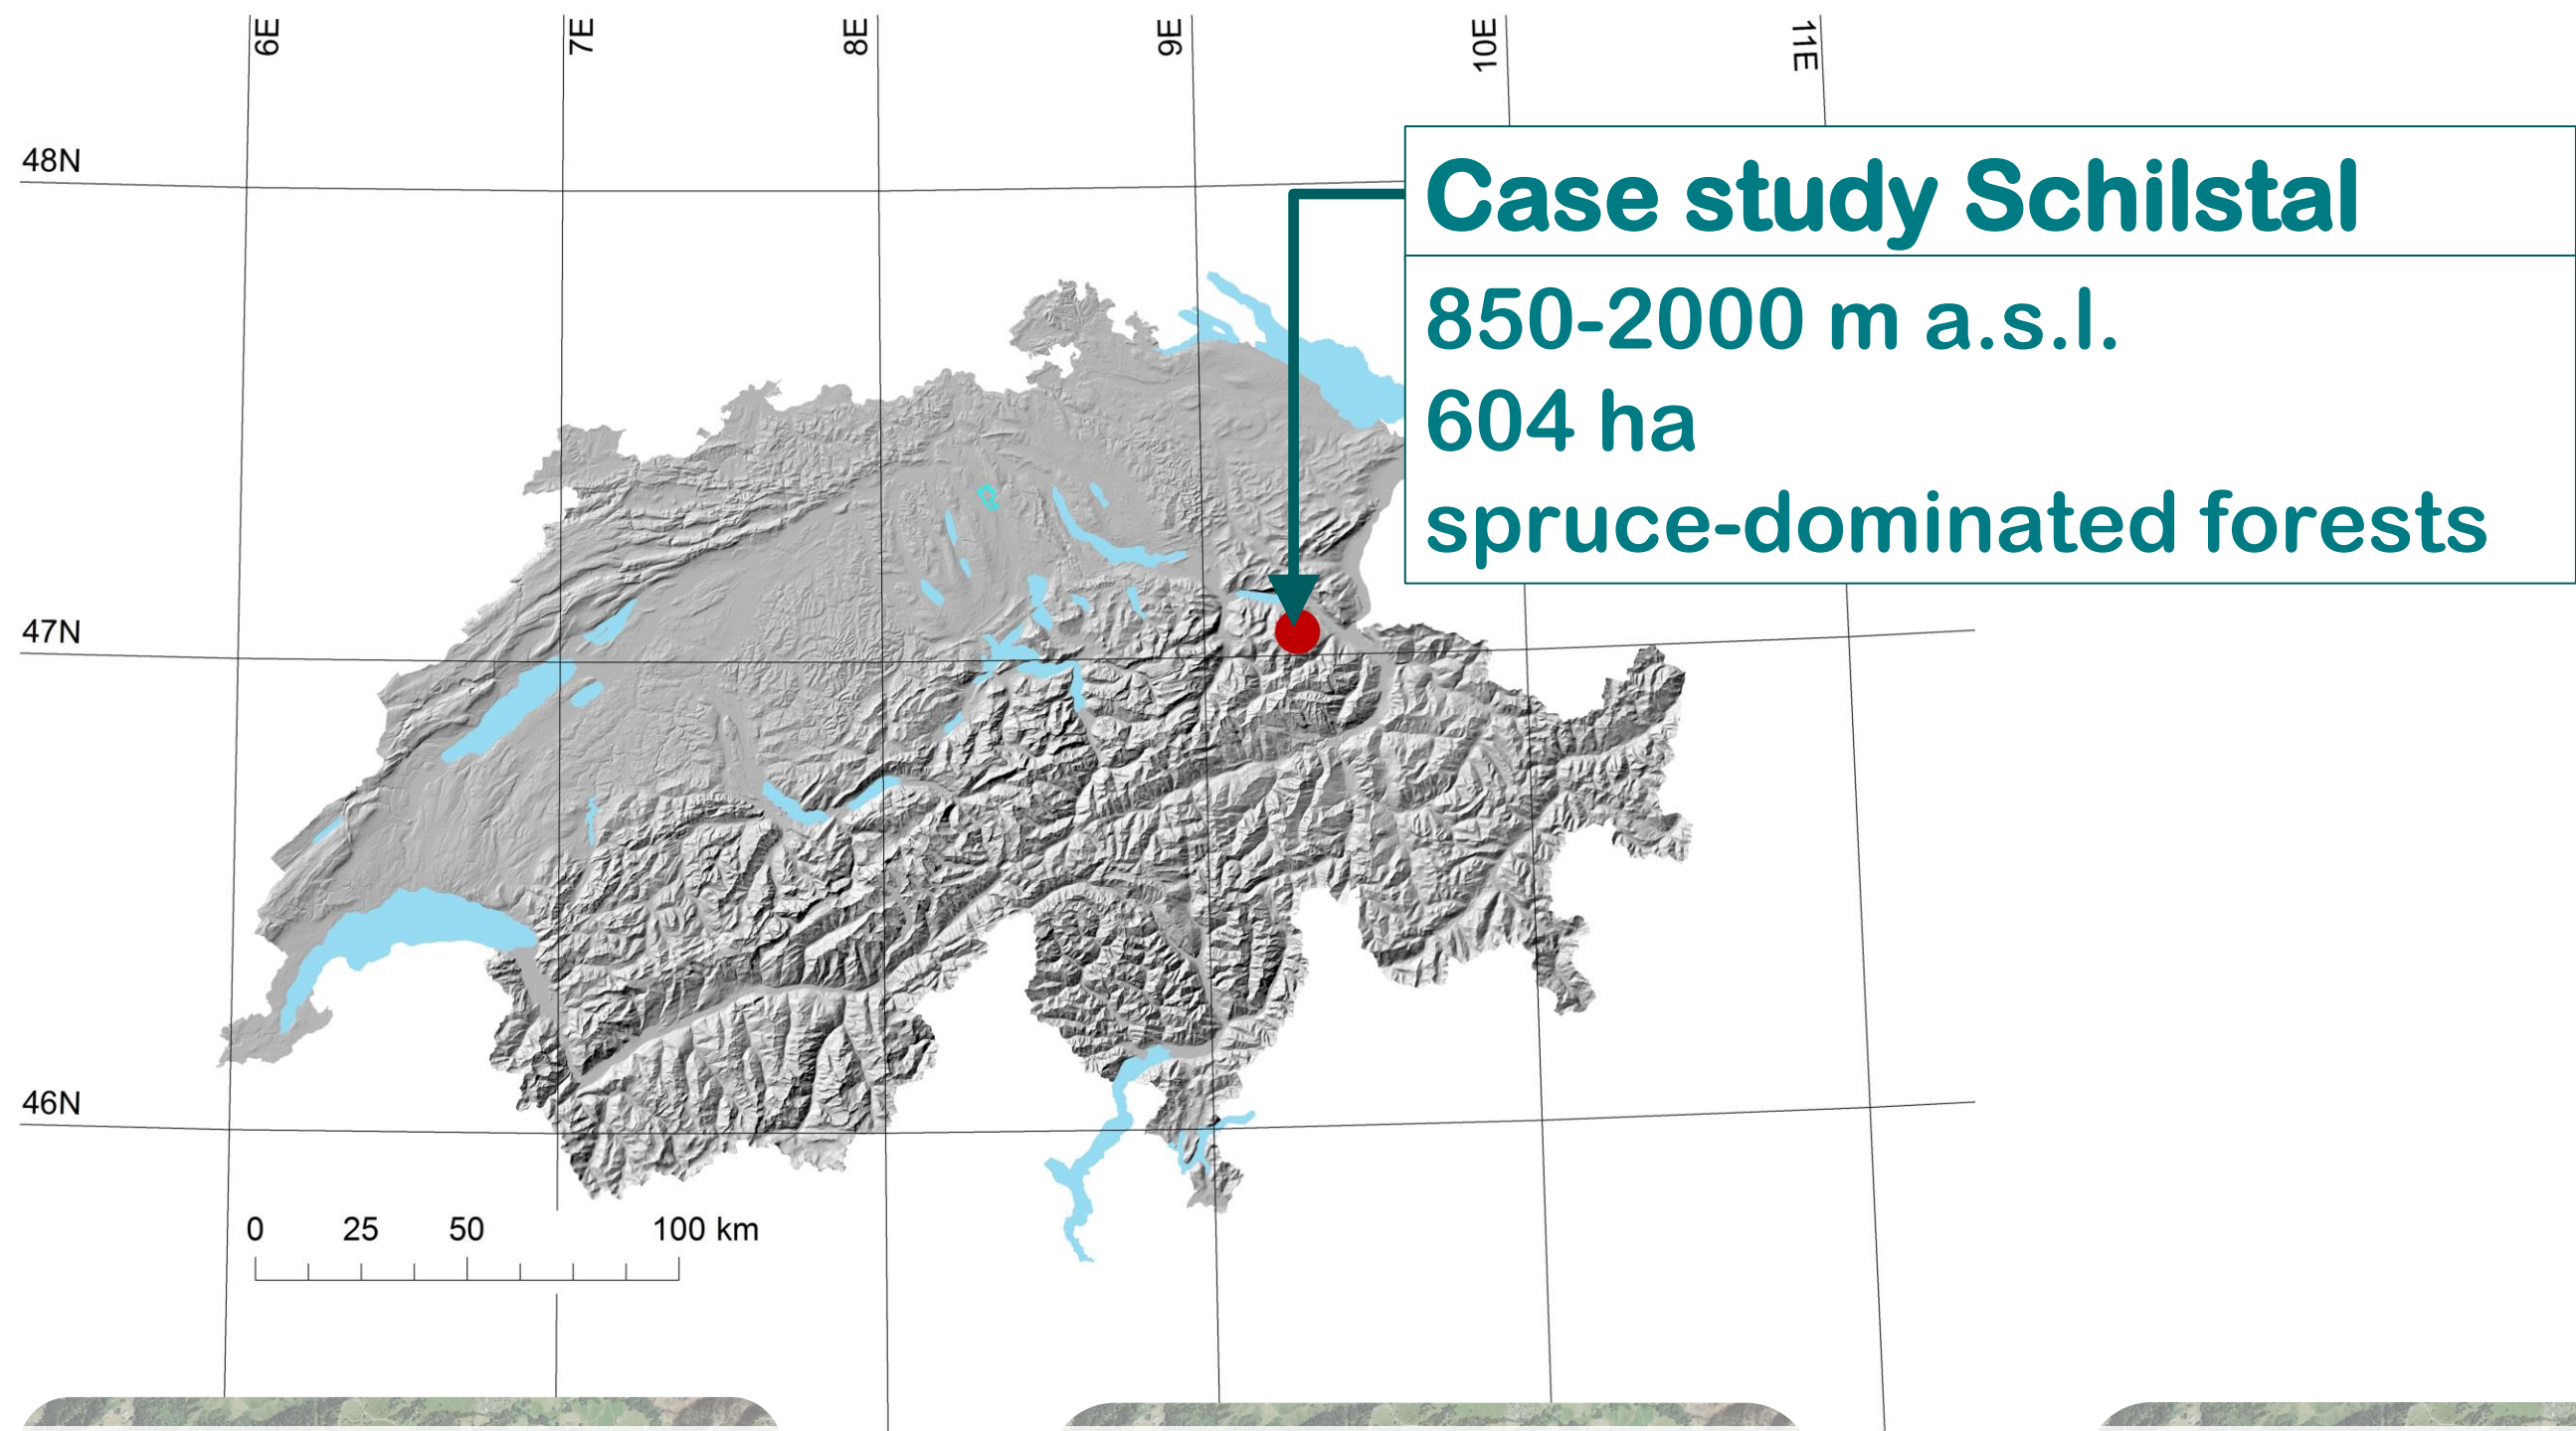 6E
7E
8E
9E
10E
11E
48N
Case study Schilstal
850-2000 m a.s.l.
604 ha
spruce-dominated forests
47N
46N
0 25 50 100 km